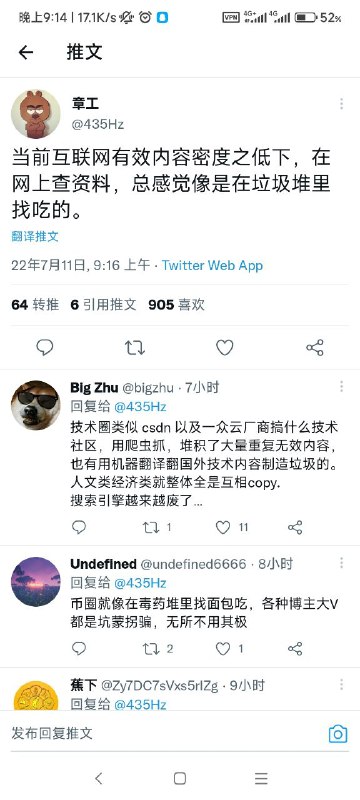 晚上9:14 | 17.1K/s
VPN 4G+ 4G 52%
推文
章工
@435Hz
当前互联网有效内容密度之低下，在
网上查资料，总感觉像是在垃圾堆里
找吃的。
翻译推文
22年7月11日, 9:16 上午 · Twitter Web App
64 转推 6 引用推文 905 喜欢
Big Zhu @bigzhu · 7小时
回复给 @435Hz
技术圈类似 csdn 以及一众云厂商搞什么技术
社区，用爬虫抓，堆积了大量重复无效内容，
也有用机器翻译翻国外技术内容制造垃圾的。
人文类经济类就整体全是互相copy.
搜索引擎越来越废了...
1 11
Undefined @undefined6666 · 8小时
回复给 @435Hz
币圈就像在毒药堆里找面包吃，各种博主大V
都是坑蒙拐骗，无所不用其极
2 1
蕉下 @Zy7DC7sVxs5rIZg · 9小时
回复给 @435Hz
发布回复推文